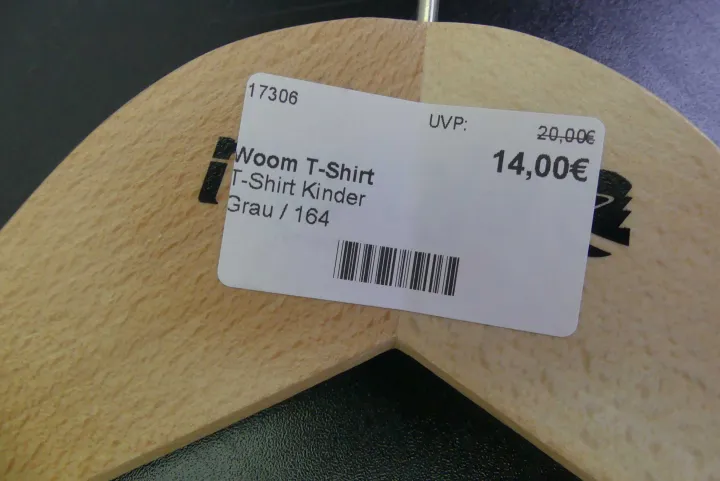 17306
UVP: 20,00€
14,00€
Woom T-Shirt
T-Shirt Kinder
Grau / 164